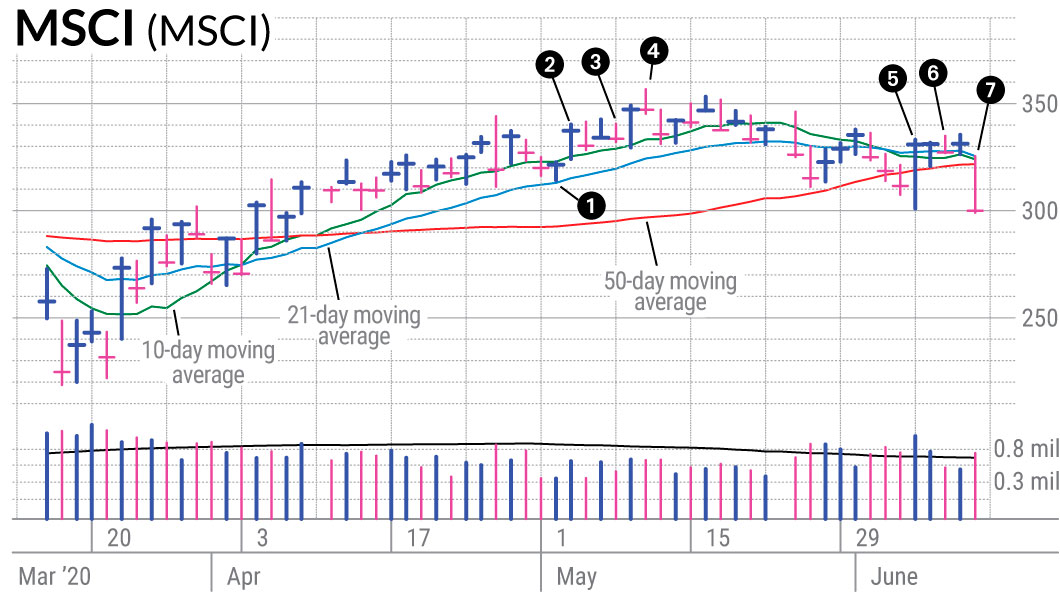 MSCI (MSCI)
2
3
4
5
6
7
350
1
300
50-day moving
average
21-day moving
average
250
10-day moving
average
0.8 mil
0.3 mil
20
3
17
1
15
29
Mar ’20
Apr
May
June